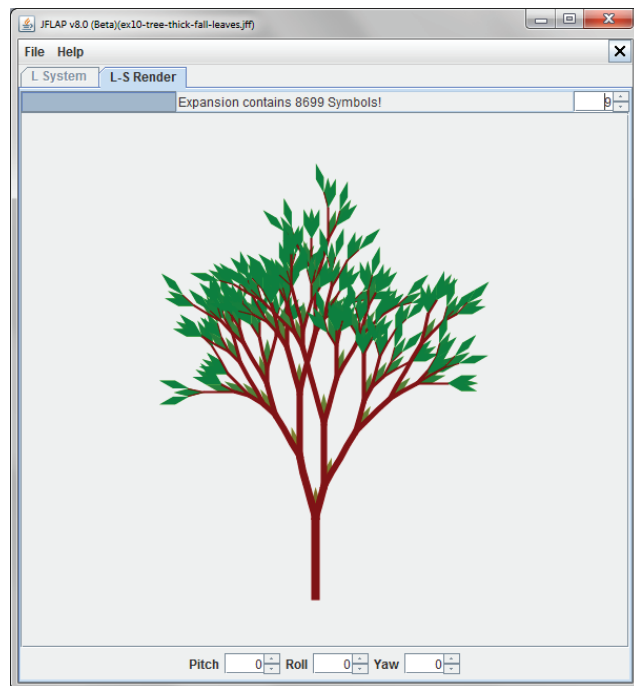 JFLAP v8.0 (Beta)(ex10-tree-thick-fall-leaves.jff)
File Help
L System L-S Render
Expansion contains 8699 Symbols! 9
Pitch 0 Roll 0 Yaw 0